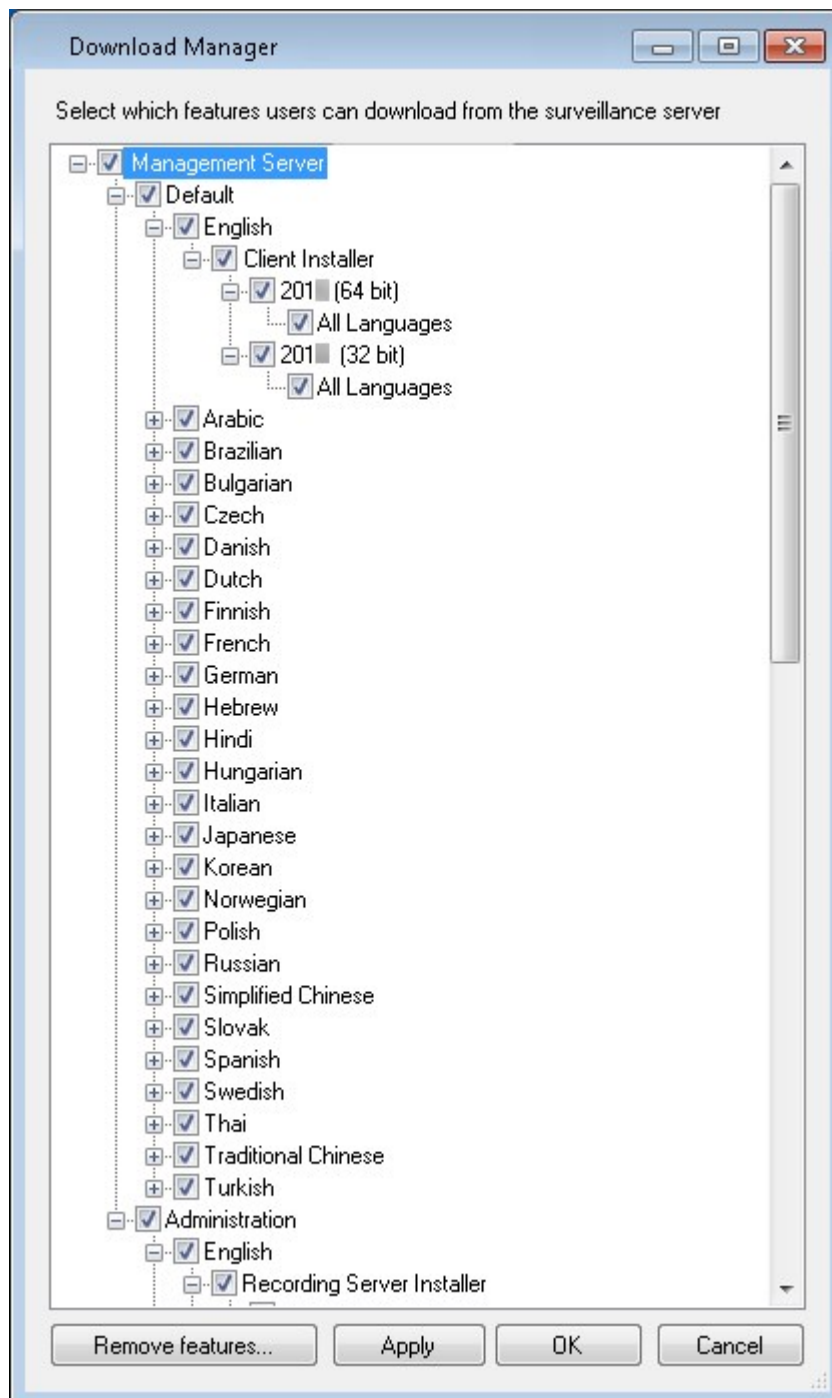 Download Manager
Select which features users can download from the surveillance server
Management Server
Default
English
Client Installer
201 (64 bit)
All Languages
201 (32 bit)
All Languages
Arabic
Brazilian
Bulgarian
Czech
Danish
Dutch
Finnish
French
German
Hebrew
Hindi
Hungarian
Italian
Japanese
Korean
Norwegian
Polish
Russian
Simplified Chinese
Slovak
Spanish
Swedish
Thai
Traditional Chinese
Turkish
Administration
English
Recording Server Installer
Remove features... Apply OK Cancel